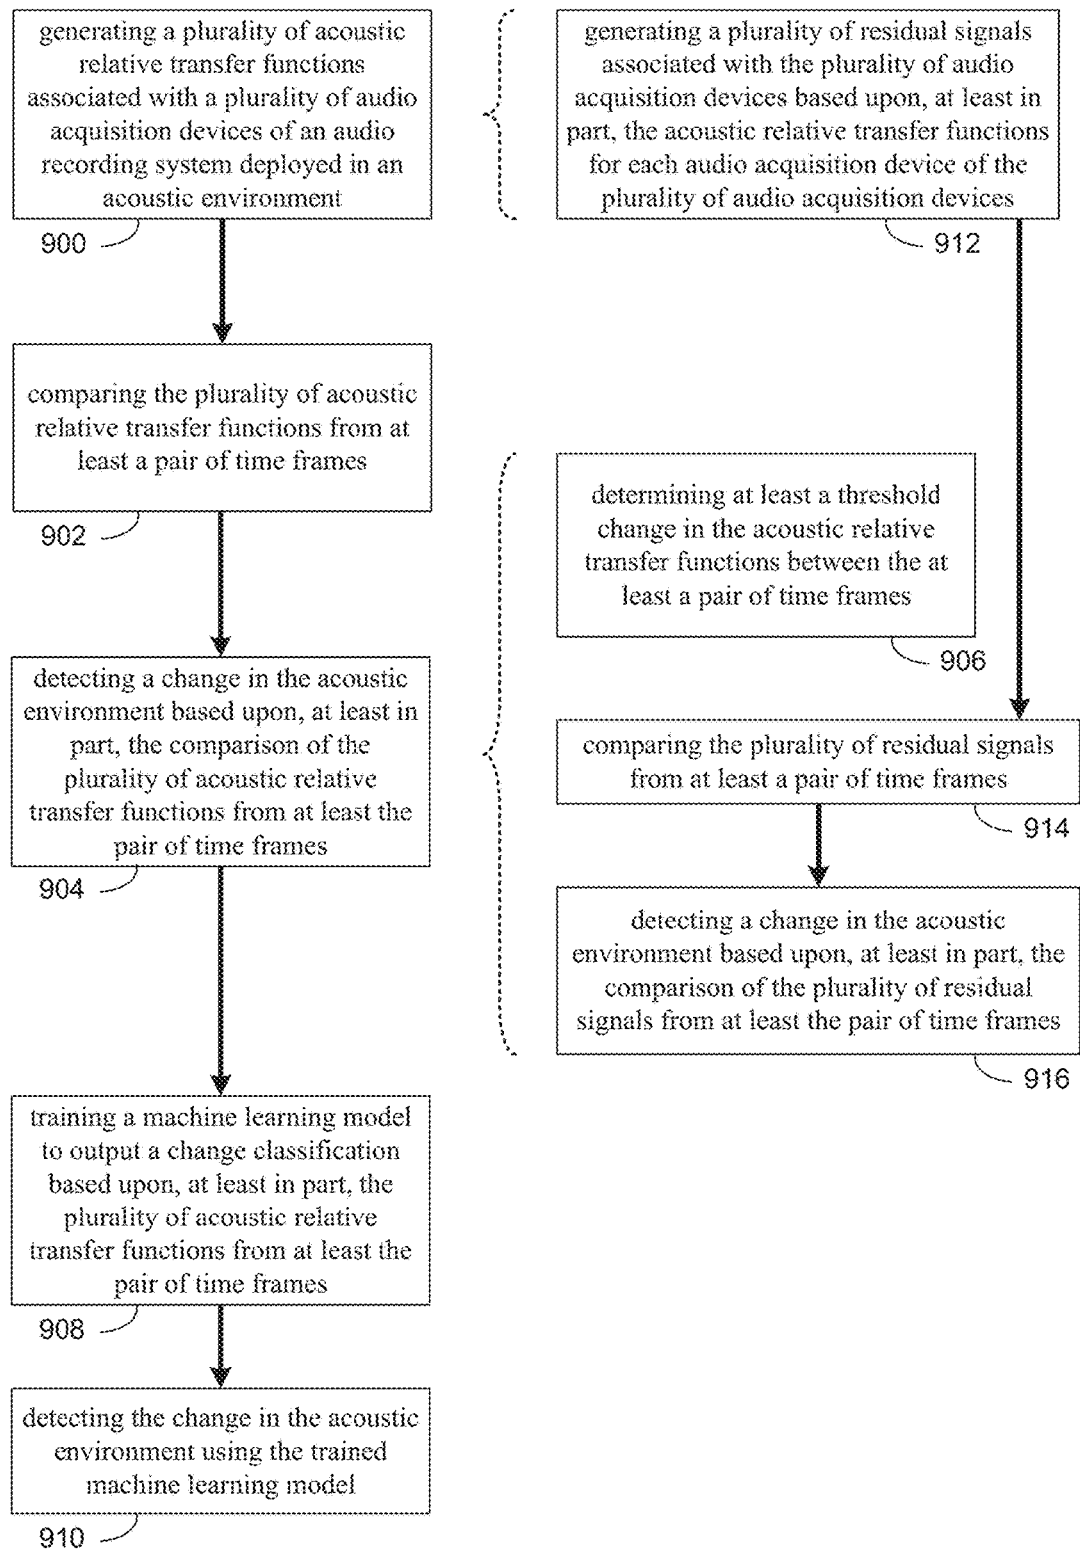 generating a plurality of acoustic
relative transfer functions
associated with a plurality of audio
acquisition devices of an audio
recording system deployed in an
acoustic environment
900
comparing the plurality of acoustic
relative transfer functions from at
least a pair of time frames
902
detecting a change in the acoustic
environment based upon, at least in
part, the comparison of the
plurality of acoustic relative
transfer functions from at least the
pair of time frames
904
training a machine learning model
to output a change classification
based upon, at least in part, the
plurality of acoustic relative
transfer functions from at least the
pair of time frames
908
detecting the change in the acoustic
environment using the trained
machine learning model
910
generating a plurality of residual signals
associated with the plurality of audio
acquisition devices based upon, at least in
part, the acoustic relative transfer functions
for each audio acquisition device of the
plurality of audio acquisition devices
912
determining at least a threshold
change in the acoustic relative
transfer functions between the at
least a pair of time frames
906
comparing the plurality of residual signals
from at least a pair of time frames
914
detecting a change in the acoustic
environment based upon, at least in part, the
comparison of the plurality of residual
signals from at least the pair of time frames
916